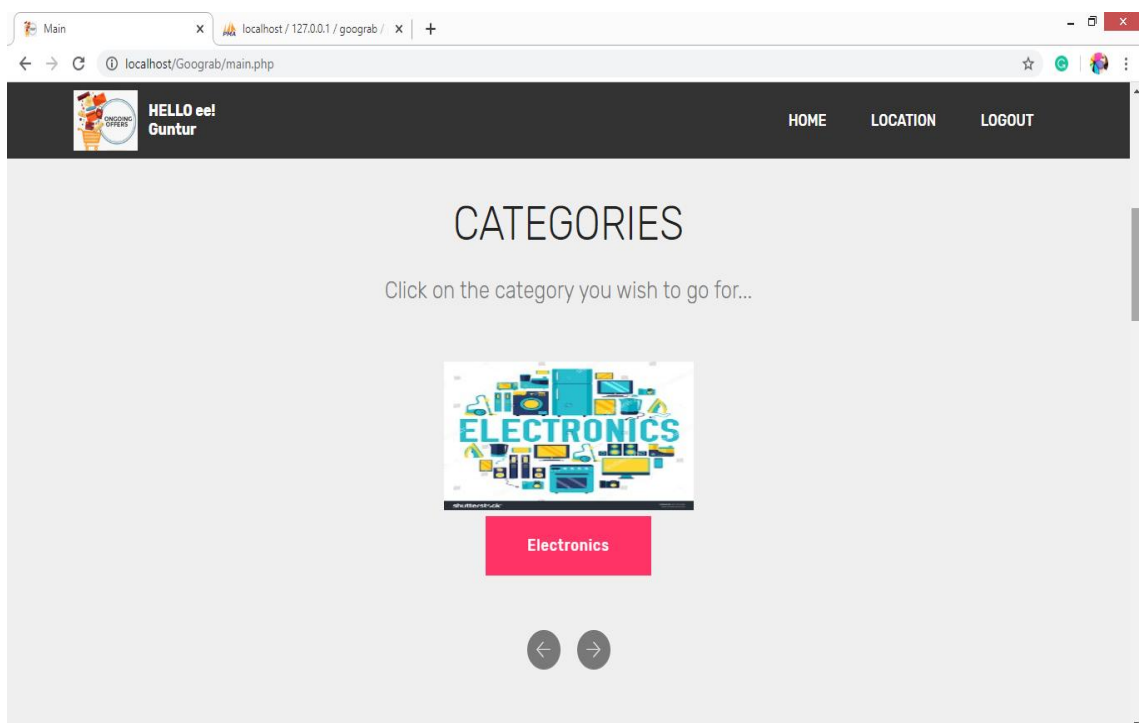 Main
localhost / 127.0.0.1 / goograb /
localhost/Goograb/main.php
ONGOING
OFFERS
HELLO ee!
Guntur
HOME LOCATION LOGOUT
CATEGORIES
Click on the category you wish to go for...
ELECTRONICS
shutterstock
Electronics